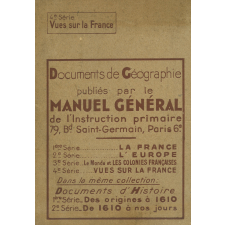 4e Série
Vues sur la France
Documents de Géographie
publiés par le
MANUEL GÉNÉRAL
de l'Instruction primaire
79, Bd Saint-Germain, Paris 6e
1ère Série.... LA FRANCE
2e Série.... L'EUROPE
3e Série. Le Monde et LES COLONIES FRANÇAISES
4e Série.... VUES SUR LA FRANCE
Dans la même collection:
Documents d'Histoire
1ère Série. Des origines à 1610
2e Série.. De 1610 à nos jours